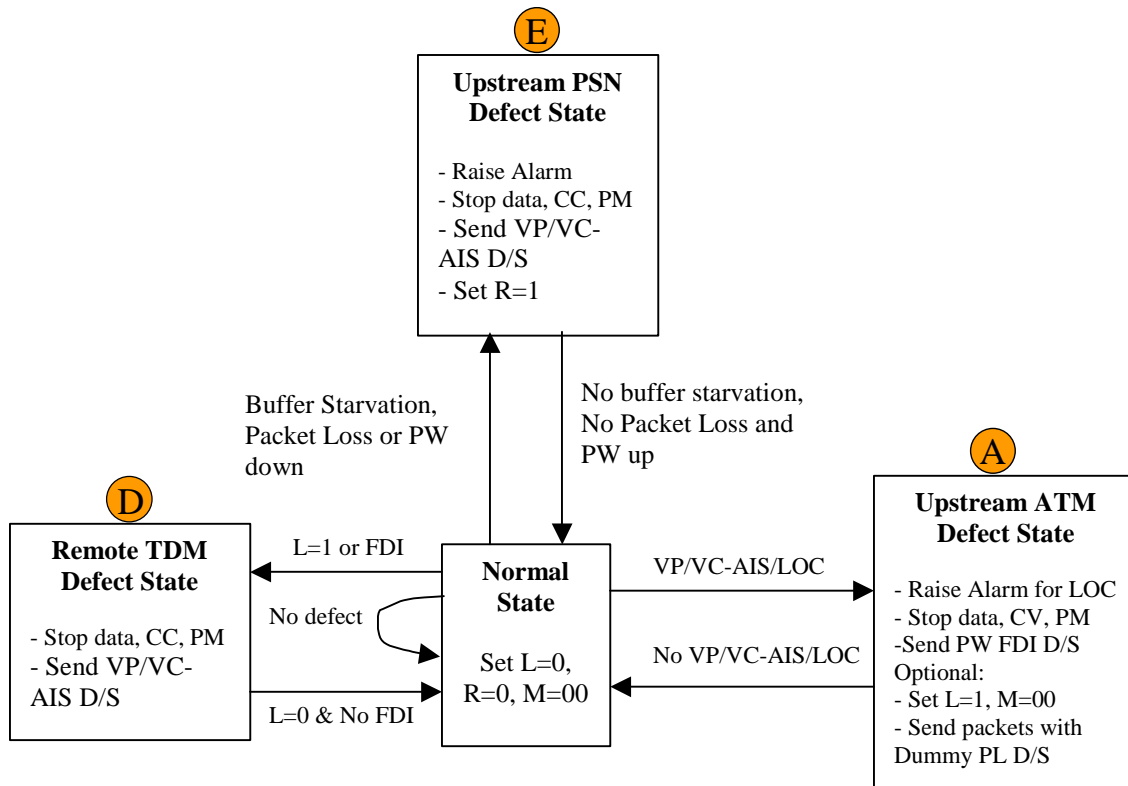 E
Upstream PSN
Defect State
- Raise Alarm
- Stop data, CC, PM
- Send VP/VC-
AIS D/S
- Set R=1
Buffer Starvation,
Packet Loss or PW
down
No buffer starvation,
No Packet Loss and
PW up
D
Remote TDM
Defect State
- Stop data, CC, PM
- Send VP/VC-
AIS D/S
L=1 or FDI
No defect
L=0 & No FDI
Normal
State
Set L=0,
R=0, M=00
VP/VC-AIS/LOC
No VP/VC-AIS/LOC
A
Upstream ATM
Defect State
- Raise Alarm for LOC
- Stop data, CV, PM
-Send PW FDI D/S
Optional:
- Set L=1, M=00
- Send packets with
Dummy PL D/S